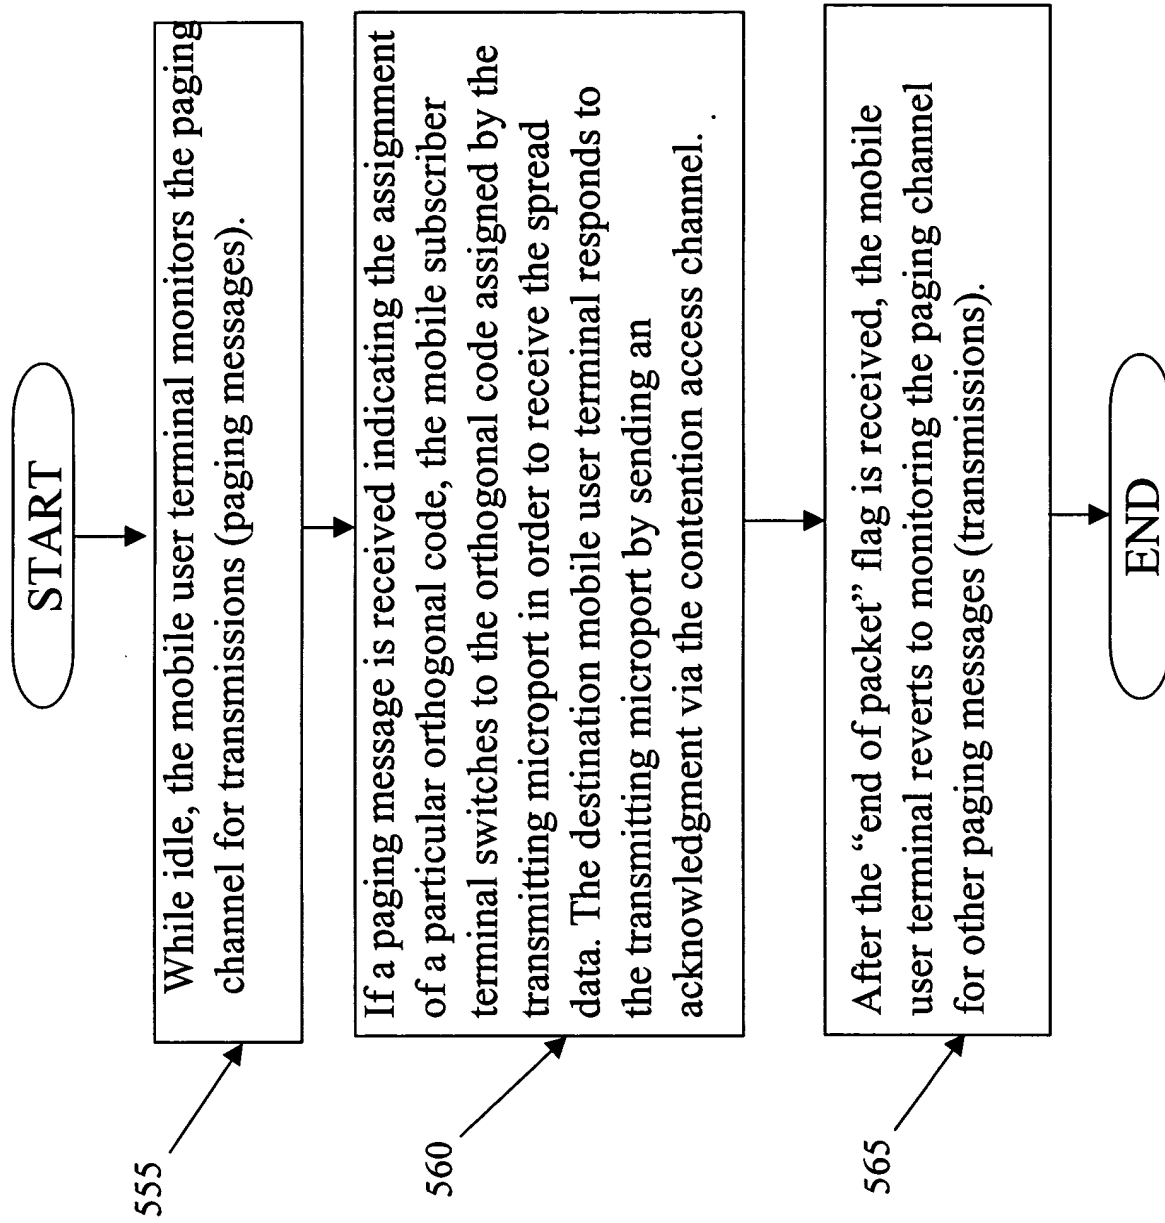 START
While idle, the mobile user terminal monitors the paging
channel for transmissions (paging messages).
555
If a paging message is received indicating the assignment
of a particular orthogonal code, the mobile subscriber
terminal switches to the orthogonal code assigned by the
transmitting microport in order to receive the spread
data. The destination mobile user terminal responds to
the transmitting microport by sending an
acknowledgment via the contention access channel.
560
After the “end of packet” flag is received, the mobile
user terminal reverts to monitoring the paging channel
for other paging messages (transmissions).
565
END